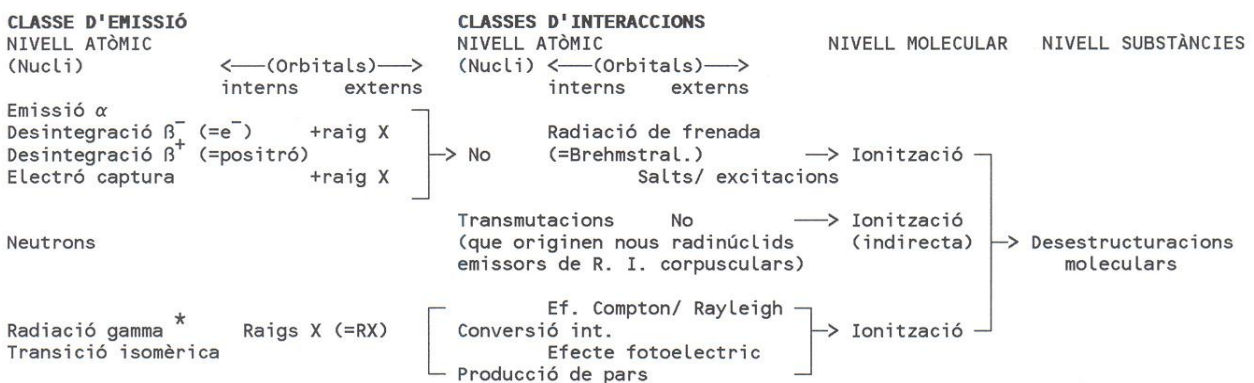 CLASSE D'EMISSIÓ CLASSES D'INTERACCIONS
NIVELL ATÒMIC NIVELL ATÒMIC NIVELL MOLECULAR NIVELL SUBSTÀNCIES
(Nucli) <——(Orbitals)——> (Nucli) <——(Orbitals)——>
interns externs interns externs
Emissió α
Desintegració ß⁻ (=e⁻) +raig X Radiació de frenada
Desintegració ß⁺ (=positró) —> No (=Brehmstral.) —> Ionització
Electró captura +raig X Salts/ excitacions
Transmutacions No —> Ionització
Neutrons (que originen nous radinúclids (indirecta) —> Desestructuracions
emissors de R. I. corpusculars) moleculars
Ef. Compton/ Rayleigh
Radiació gamma * Raigs X (=RX) Conversió int. —> Ionització
Transició isomèrica Efecte fotoelectric
Producció de pars